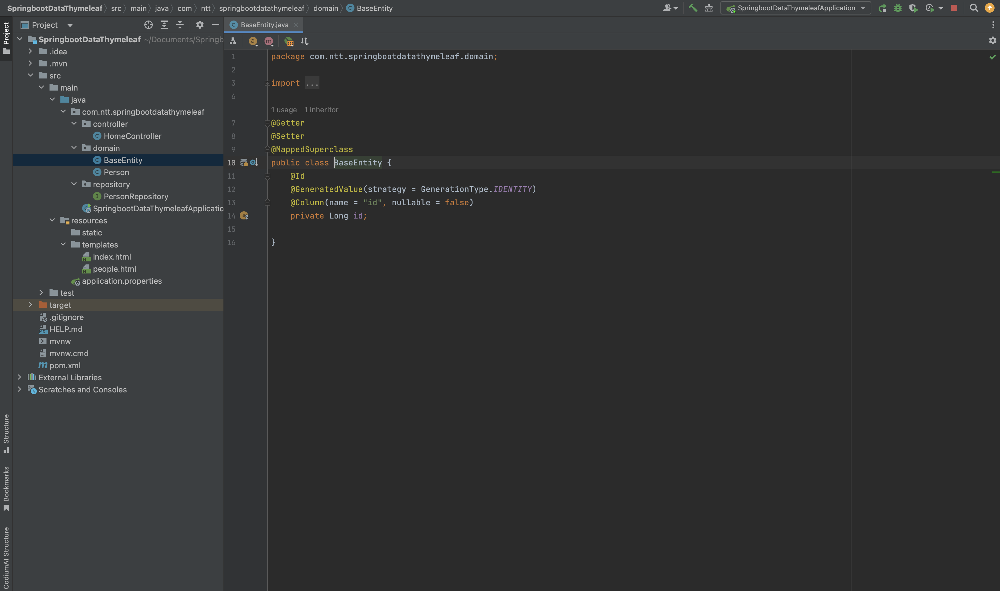 SpringbootDataThymeleaf src main java com ntt springbootdatathymeleaf domain BaseEntity
SpringbootDataThymeleafApplication
Project
Project
SpringbootDataThymeleaf ~/Documents/Springb
.idea
.mvn
src
main
java
com.ntt.springbootdatathymeleaf
controller
HomeController
domain
BaseEntity
Person
repository
PersonRepository
SpringbootDataThymeleafApplicatio
resources
static
templates
index.html
people.html
application.properties
test
target
.gitignore
HELP.md
mvnw
mvnw.cmd
pom.xml
External Libraries
Scratches and Consoles
Structure
Bookmarks
CodiumAI Structure
BaseEntity.java
1 package com.ntt.springbootdatathymeleaf.domain;
2
3 import ...
6
1 usage 1 inheritor
7 @Getter
8 @Setter
9 @MappedSuperclass
10 public class BaseEntity {
11 @Id
12 @GeneratedValue(strategy = GenerationType.IDENTITY)
13 @Column(name = "id", nullable = false)
14 private Long id;
15
16 }